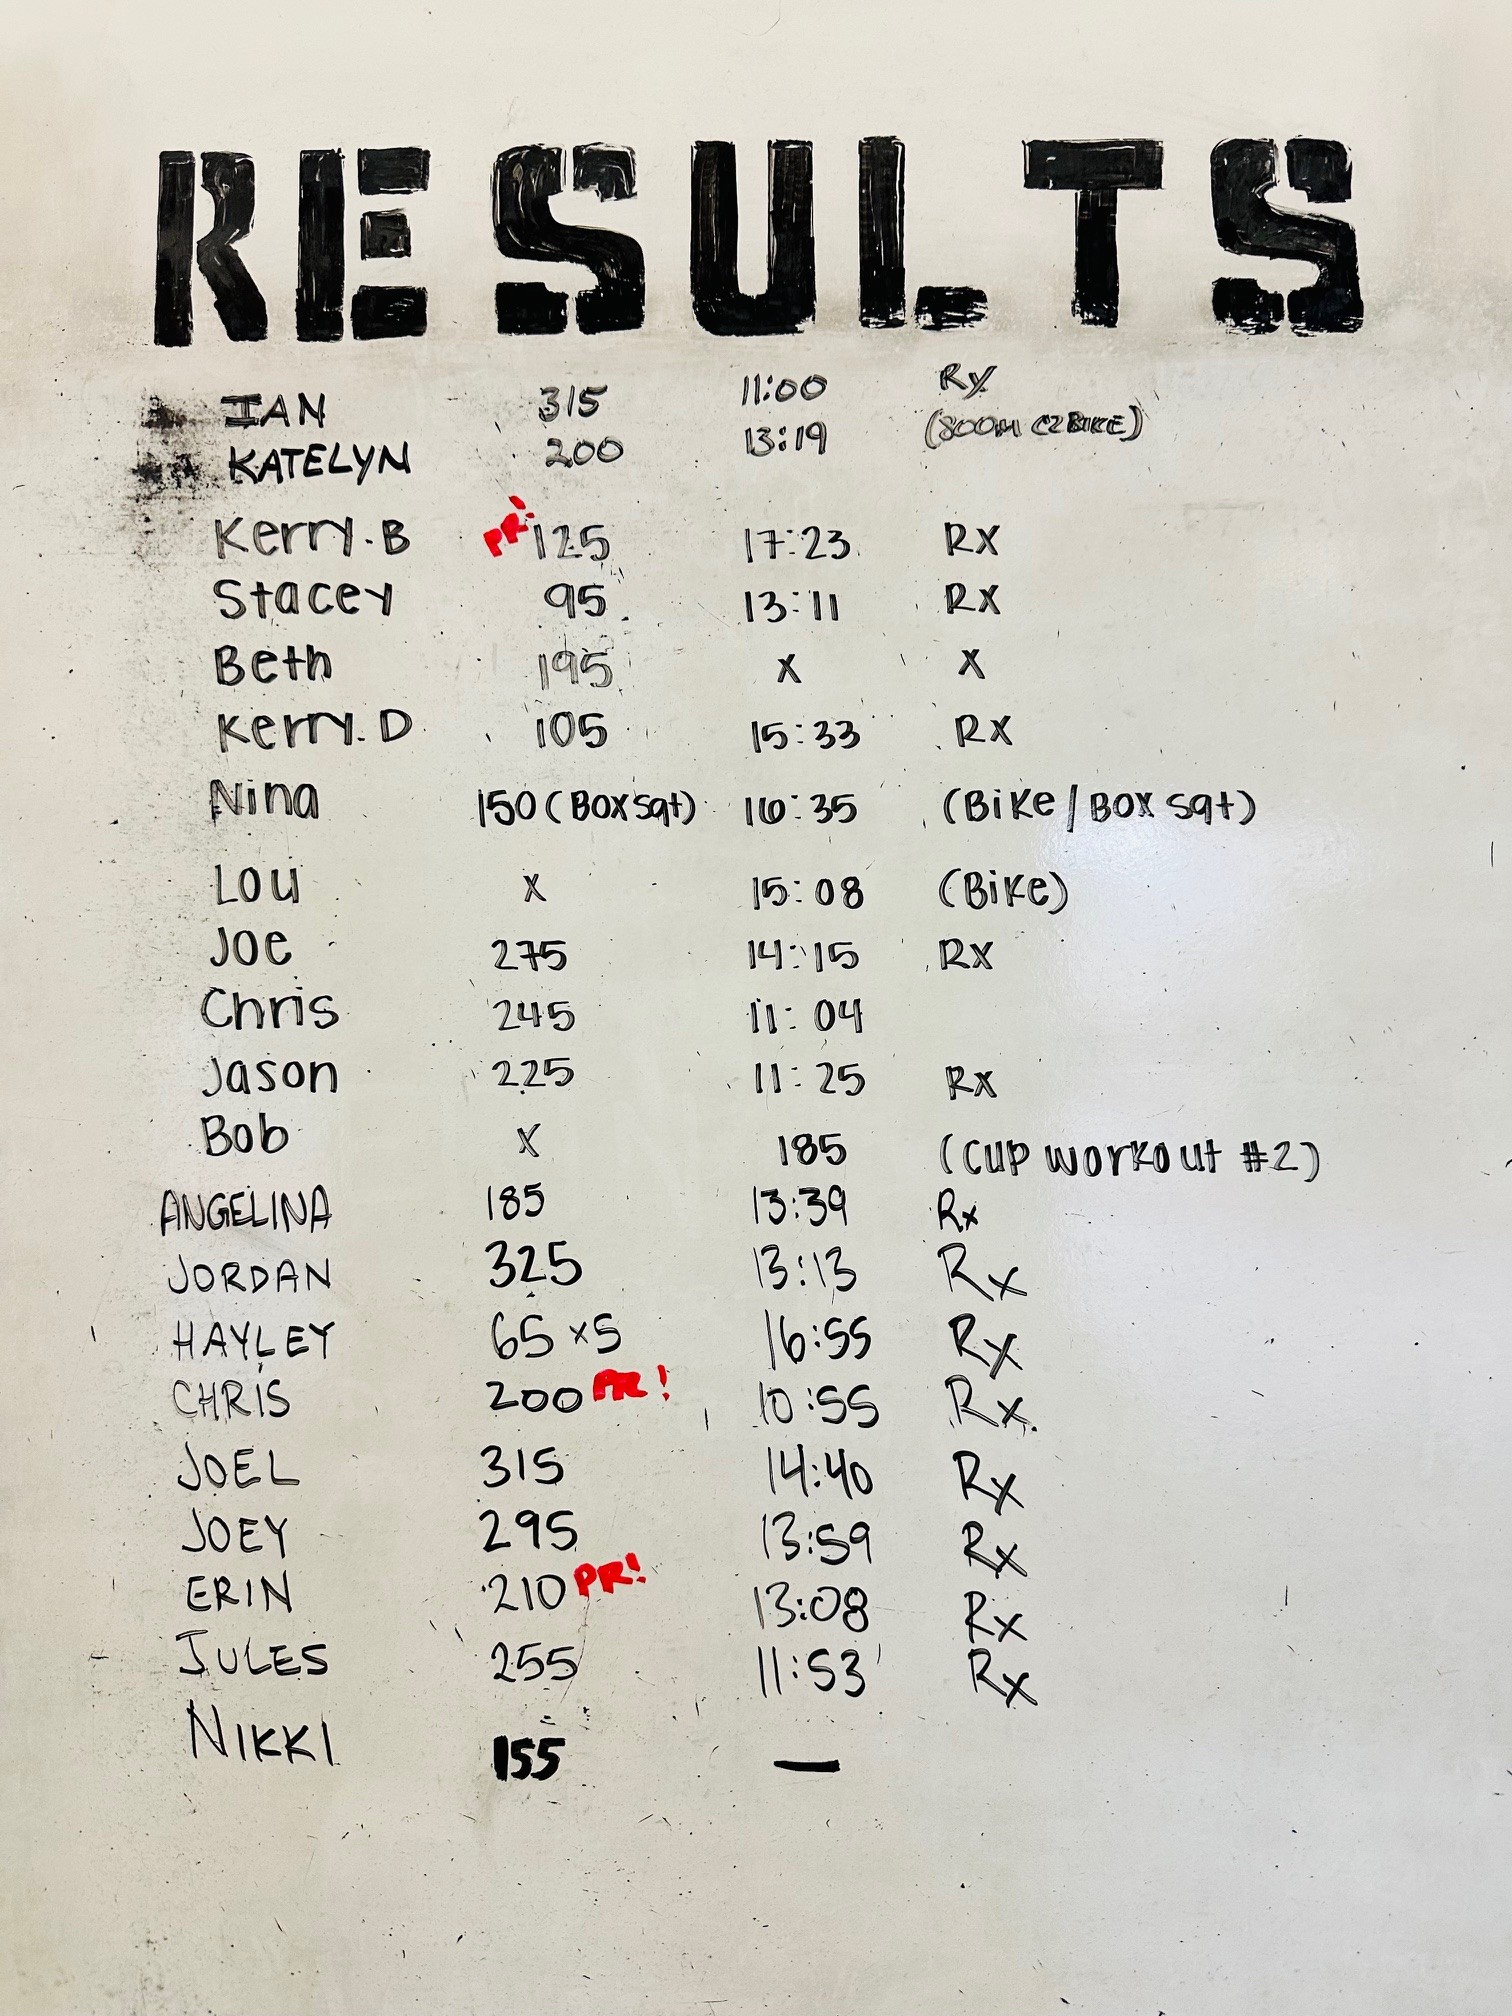 RESULTS
IAN 315 11:00 Rx
KATELYN 200 13:19 (800M C2 BIKE)
Kerry.B PR! 125 17:23 RX
Stacey 95 13:11 RX
Beth 195 X X
Kerry.D 105 15:33 RX
Nina 150 (BOX sqt) 16:35 (Bike/BOX sqt)
Lou X 15:08 (Bike)
Joe 275 14:15 RX
Chris 245 11:04
Jason 225 11:25 RX
Bob X 185 (cup workout #2)
ANGELINA 185 13:39 Rx
JORDAN 325 13:13 Rx
HAYLEY 65 x5 16:55 Rx
CHRIS 200 PR! 10:55 Rx
JOEL 315 14:40 Rx
JOEY 295 13:59 Rx
ERIN 210 PR! 13:08 Rx
JULES 255 11:53 Rx
NIKKI 155 —